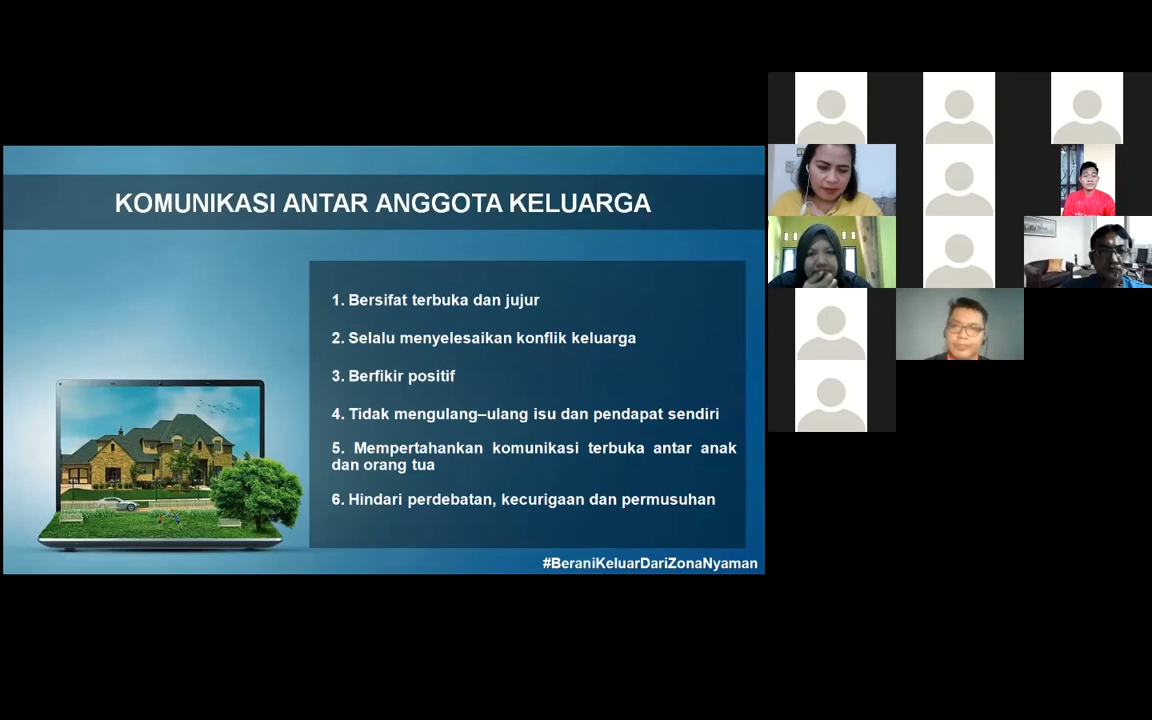 KOMUNIKASI ANTAR ANGGOTA KELUARGA
1. Bersifat terbuka dan jujur
2. Selalu menyelesaikan konflik keluarga
3. Berfikir positif
4. Tidak mengulang–ulang isu dan pendapat sendiri
5. Mempertahankan komunikasi terbuka antar anak
dan orang tua
6. Hindari perdebatan, kecurigaan dan permusuhan
#BeraniKeluarDariZonaNyaman